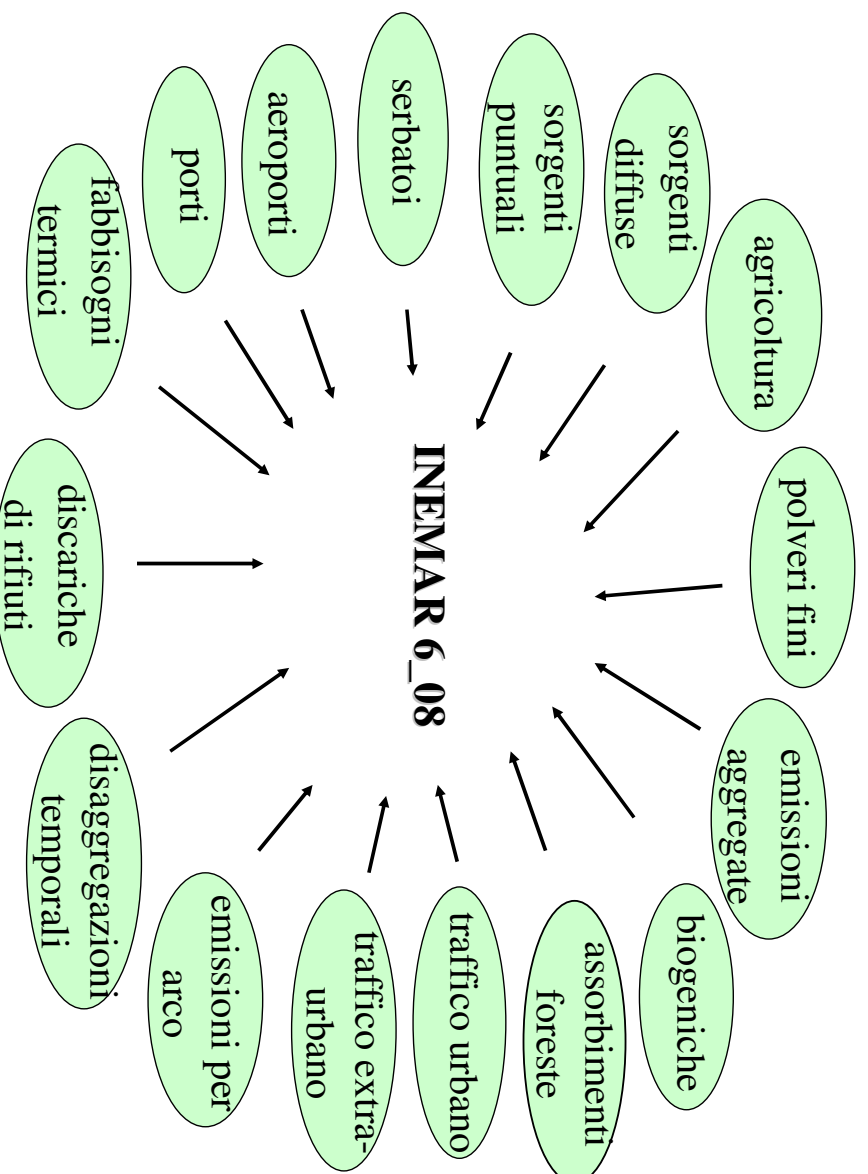 polveri fini
agricoltura
emissioni
aggregate
sorgenti
diffuse
biogeniche
sorgenti
puntuali
assorbimenti
foreste
serbatoi
INEMAR 6_08
traffico urbano
aeroporti
traffico extra-
urbano
porti
emissioni per
arco
fabbisogni
termici
disaggregazioni
temporali
discariche
di rifiuti